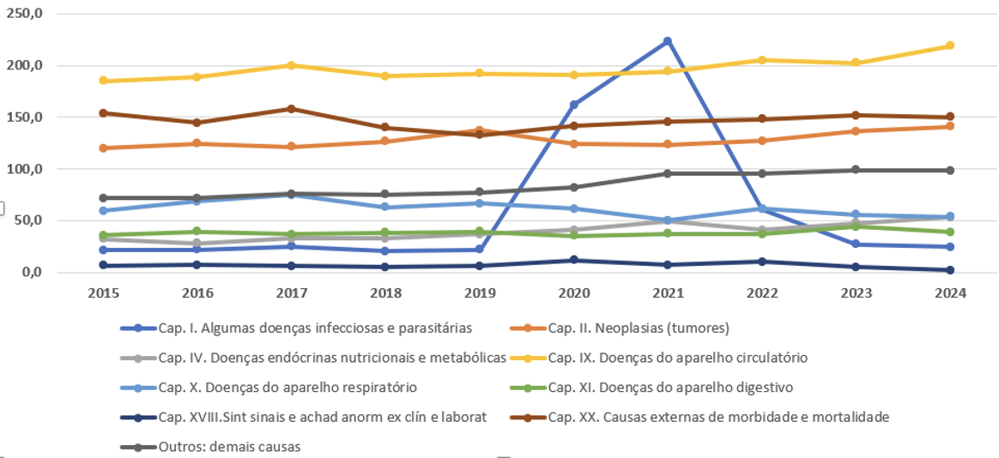 250,0
200,0
150,0
100,0
50,0
0,0
2015 2016 2017 2018 2019 2020 2021 2022 2023 2024
Cap. I. Algumas doenças infecciosas e parasitárias Cap. II. Neoplasias (tumores)
Cap. IV. Doenças endócrinas nutricionais e metabólicas Cap. IX. Doenças do aparelho circulatório
Cap. X. Doenças do aparelho respiratório Cap. XI. Doenças do aparelho digestivo
Cap. XVIII.Sint sinais e achad anorm ex clín e laborat Cap. XX. Causas externas de morbidade e mortalidade
Outros: demais causas